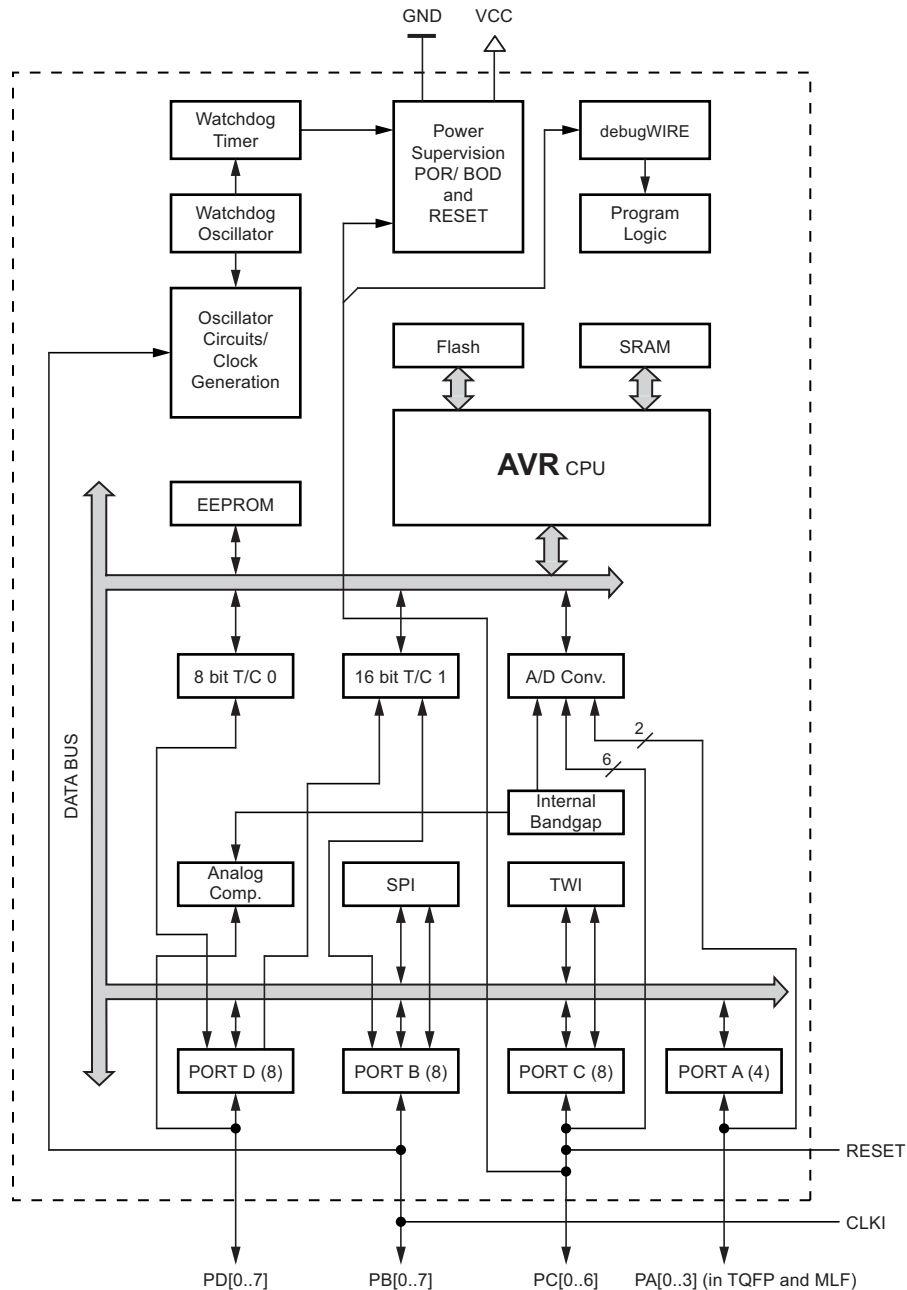 GND
VCC
Watchdog
Timer
Power
Supervision
POR/ BOD
and
RESET
debugWIRE
Watchdog
Oscillator
Program
Logic
Oscillator
Circuits/
Clock
Generation
Flash
SRAM
AVR CPU
EEPROM
8 bit T/C 0
16 bit T/C 1
A/D Conv.
2
6
DATA BUS
Internal
Bandgap
Analog
Comp.
SPI
TWI
PORT D (8)
PORT B (8)
PORT C (8)
PORT A (4)
RESET
CLKI
PD[0..7]
PB[0..7]
PC[0..6]
PA[0..3] (in TQFP and MLF)